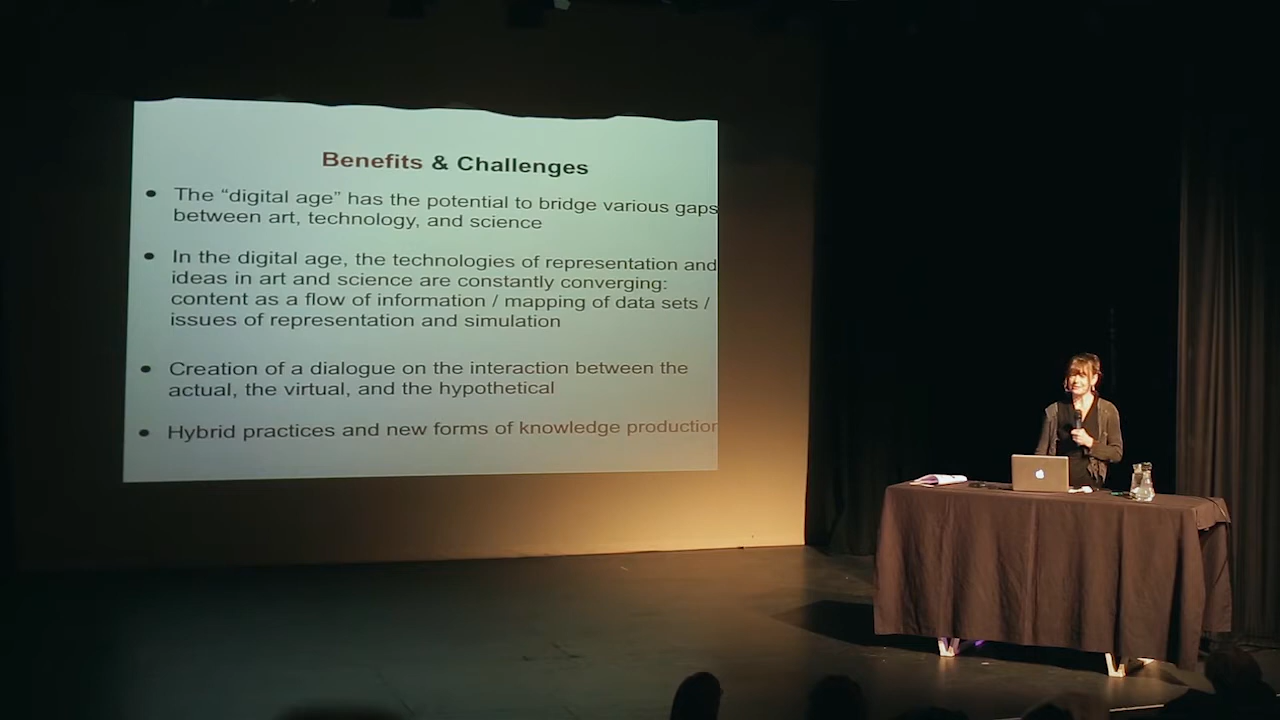 Benefits & Challenges
• The “digital age” has the potential to bridge various gaps
between art, technology, and science
• In the digital age, the technologies of representation and
ideas in art and science are constantly converging:
content as a flow of information / mapping of data sets /
issues of representation and simulation
• Creation of a dialogue on the interaction between the
actual, the virtual, and the hypothetical
• Hybrid practices and new forms of knowledge production